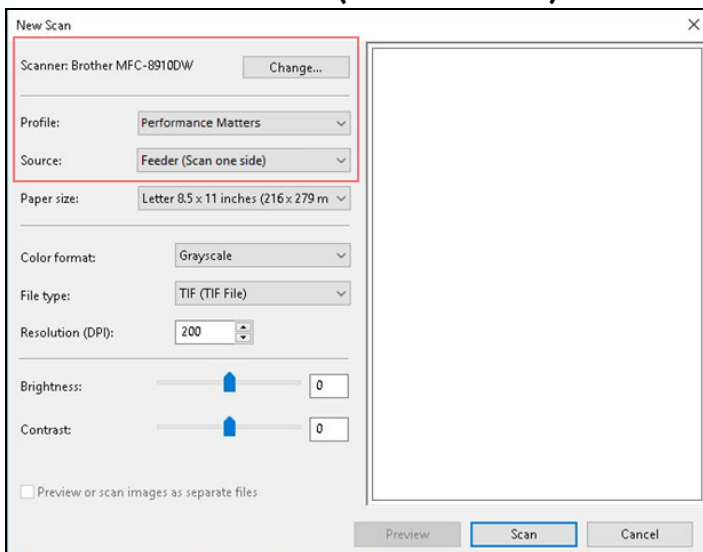 New Scan
Scanner: Brother MFC-8910DW Change...
Profile: Performance Matters
Source: Feeder (Scan one side)
Paper size: Letter 8.5 x 11 inches (216 x 279 m
Color format: Grayscale
File type: TIF (TIF File)
Resolution (DPI): 200
Brightness: 0
Contrast: 0
Preview or scan images as separate files
Preview Scan Cancel